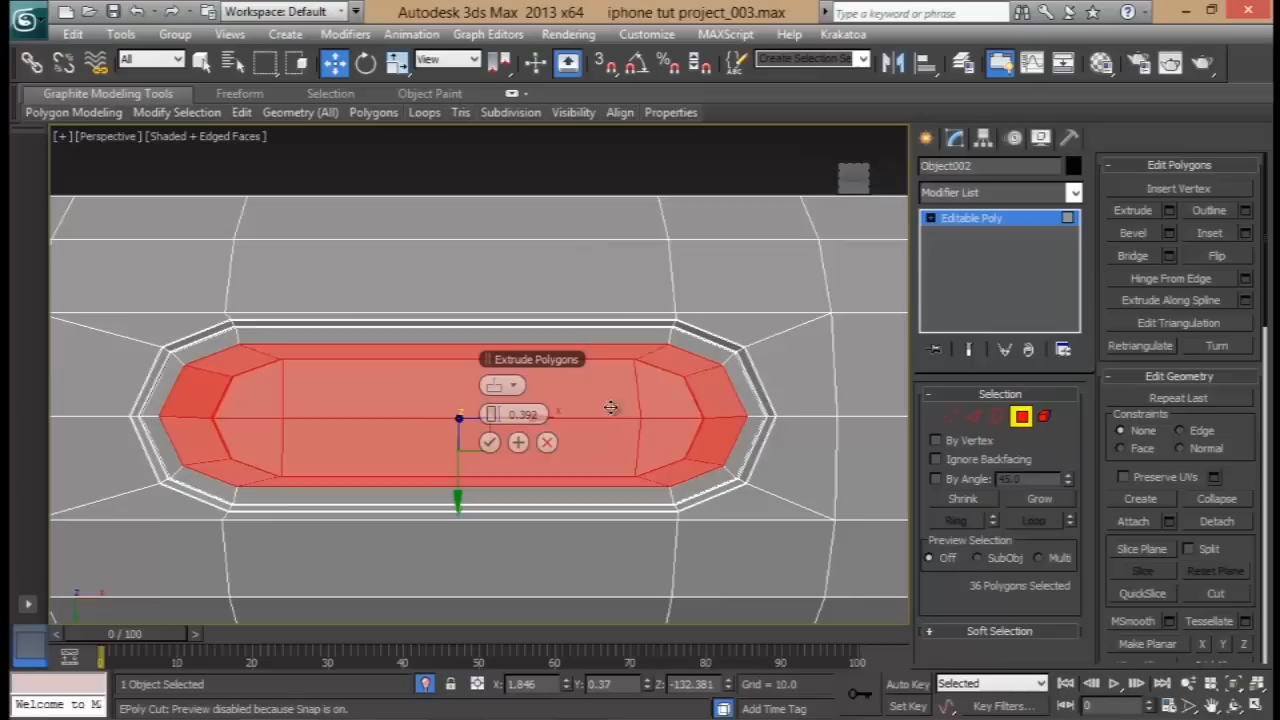 Workspace: Default
Autodesk 3ds Max 2013 x64 iphone tut project_003.max
Type a keyword or phrase
Edit Tools Group Views Create Modifiers Animation Graph Editors Rendering Customize MAXScript Help Krakatoa
All View Create Selection Se
Graphite Modeling Tools Freeform Selection Object Paint
Polygon Modeling Modify Selection Edit Geometry (All) Polygons Loops Tris Subdivision Visibility Align Properties
[+] [Perspective] [Shaded + Edged Faces]
Extrude Polygons
0.392
Object002
Modifier List
Editable Poly
Selection
By Vertex
Ignore Backfacing
By Angle: 45.0
Shrink Grow
Ring Loop
Preview Selection
Off SubObj Multi
36 Polygons Selected
Soft Selection
Edit Polygons
Insert Vertex
Extrude Outline
Bevel Inset
Bridge Flip
Hinge From Edge
Extrude Along Spline
Edit Triangulation
Retriangulate Turn
Edit Geometry
Repeat Last
Constraints
None Edge
Face Normal
Preserve UVs
Create Collapse
Attach Detach
Slice Plane Split
Slice Reset Plane
QuickSlice Cut
MSmooth Tessellate
Make Planar X Y Z
< 0 / 100 >
0 10 20 30 40 50 60 70 80 90 100
1 Object Selected X: 1.846 Y: 0.37 Z: -132.381 Grid = 10.0 Auto Key Selected
Welcome to M EPoly Cut: Preview disabled because Snap is on. Add Time Tag Set Key Key Filters... 0